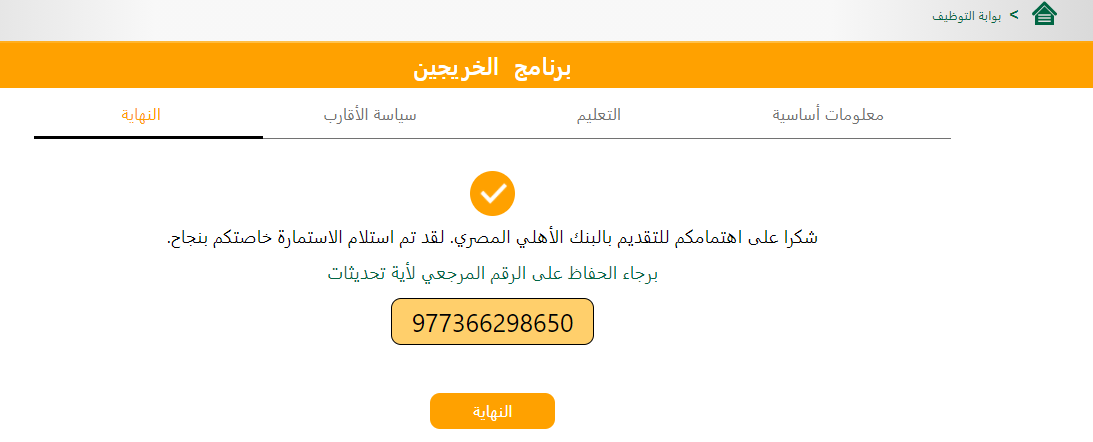 بوابة التوظيف >
برنامج الخريجين
معلومات أساسية
التعليم
سياسة الأقارب
النهاية
شكرا على اهتمامكم للتقديم بالبنك الأهلي المصري. لقد تم استلام الاستمارة خاصتكم بنجاح.
برجاء الحفاظ على الرقم المرجعي لأية تحديثات
977366298650
النهاية